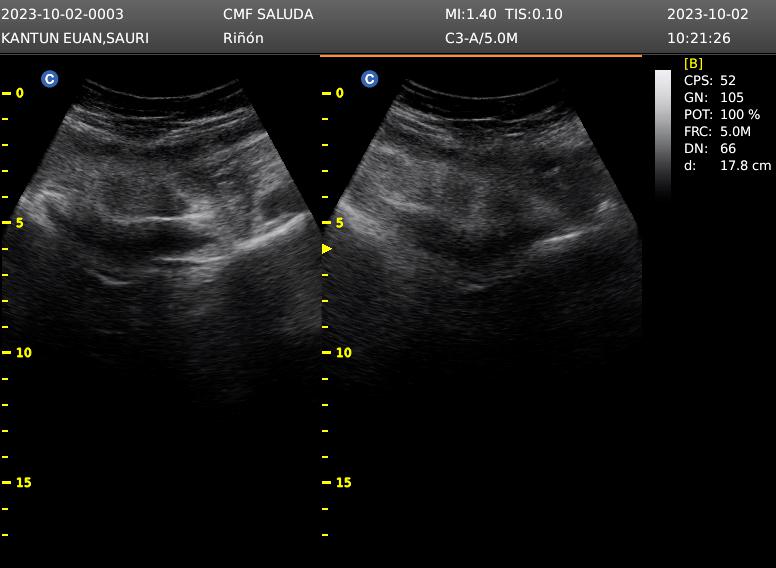 2023-10-02-0003 CMF SALUDA MI:1.40 TIS:0.10 2023-10-02
KANTUN EUAN,SAURI Riñón C3-A/5.0M 10:21:26
C C
[B]
CPS: 52
GN: 105
POT: 100 %
FRC: 5.0M
DN: 66
d: 17.8 cm
0 0
5 5
10 10
15 15